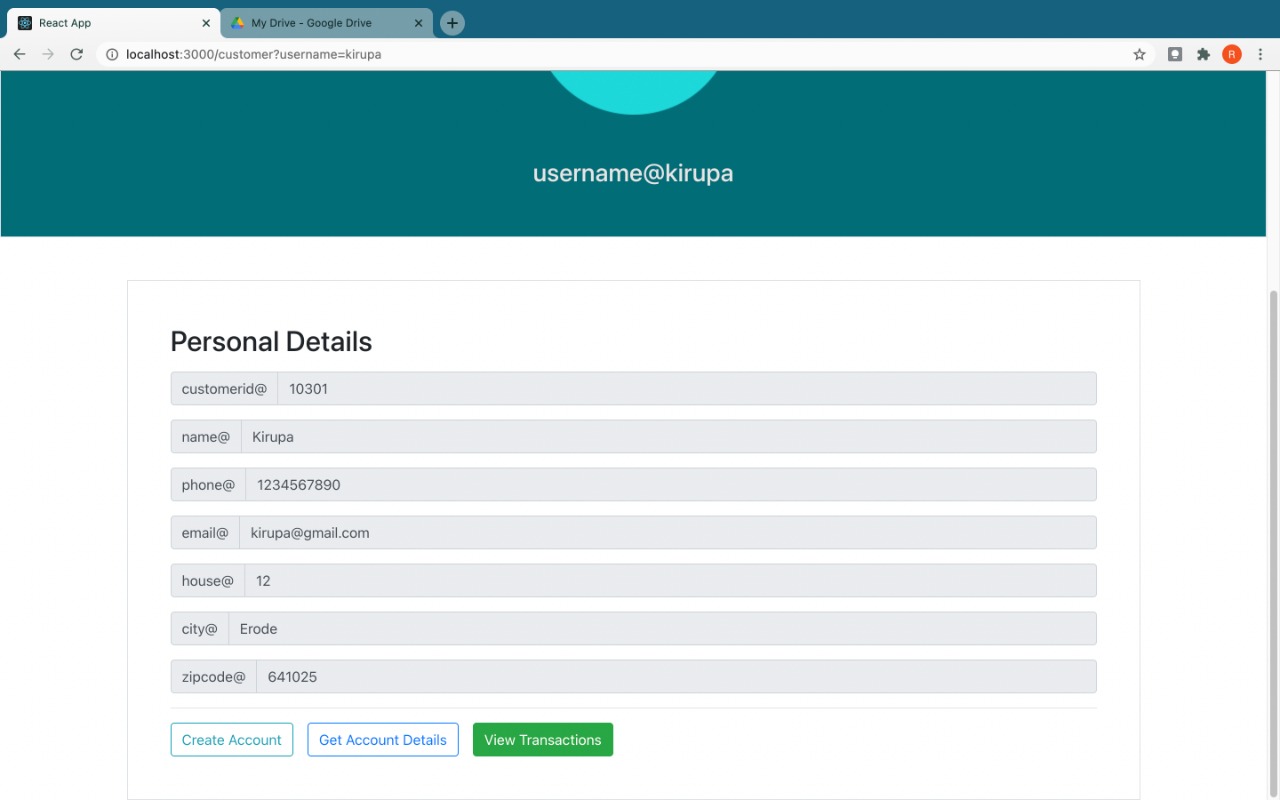 React App
My Drive - Google Drive
localhost:3000/customer?username=kirupa
R
username@kirupa
Personal Details
customerid@ 10301
name@ Kirupa
phone@ 1234567890
email@ kirupa@gmail.com
house@ 12
city@ Erode
zipcode@ 641025
Create Account Get Account Details View Transactions